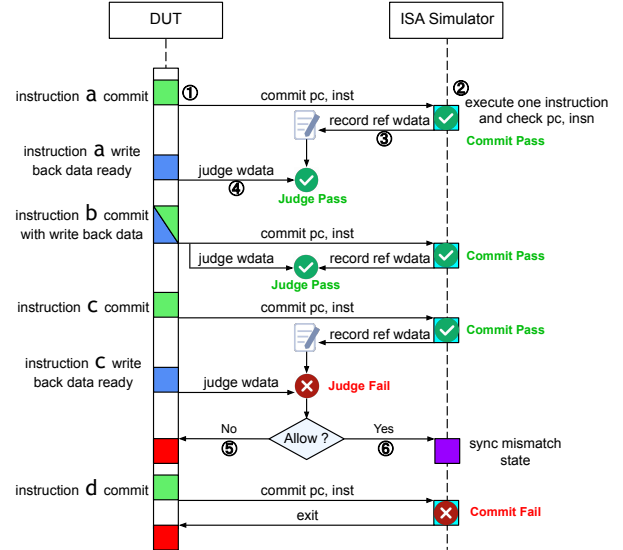 DUT
ISA Simulator
instruction a commit
①
commit pc, inst
②
execute one instruction
and check pc, insn
record ref wdata
③
Commit Pass
instruction a write
back data ready
judge wdata
④
Judge Pass
instruction b commit
with write back data
commit pc, inst
judge wdata
record ref wdata
Commit Pass
Judge Pass
instruction c commit
commit pc, inst
Commit Pass
record ref wdata
instruction c write
back data ready
judge wdata
Judge Fail
No
Allow ?
Yes
⑤
⑥
sync mismatch
state
instruction d commit
commit pc, inst
Commit Fail
exit